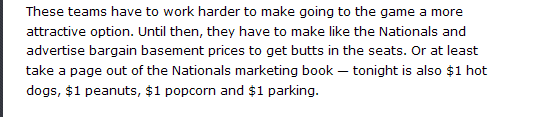 These teams have to work harder to make going to the game a more
attractive option. Until then, they have to make like the Nationals and
advertise bargain basement prices to get butts in the seats. Or at least
take a page out of the Nationals marketing book — tonight is also $1 hot
dogs, $1 peanuts, $1 popcorn and $1 parking.